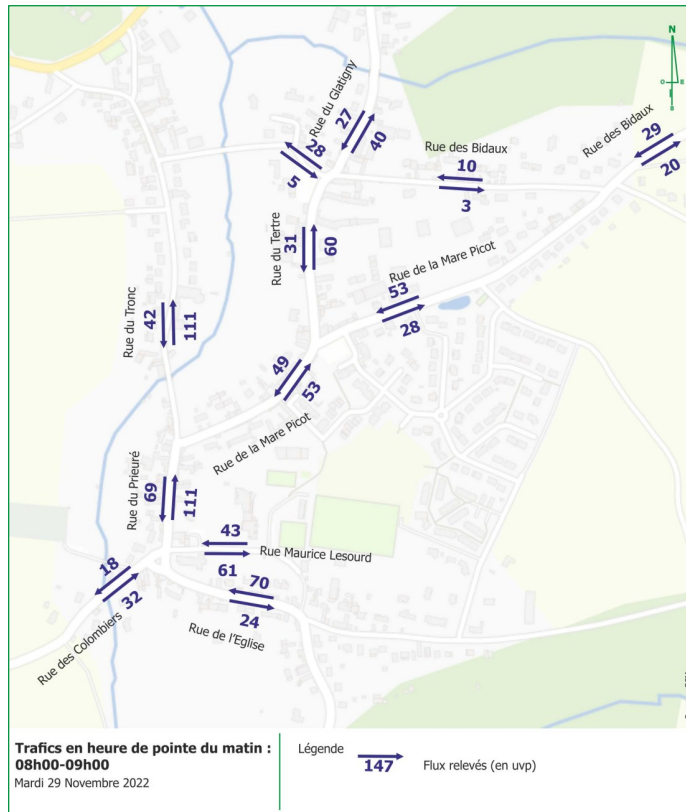 N
O
E
S
Rue du Glatigny
27
40
28
5
Rue des Bidaux
10
3
Rue des Bidaux
29
20
Rue du Tertre
31
60
Rue de la Mare Picot
53
28
Rue du Tronc
42
111
49
53
Rue de la Mare Picot
Rue du Prieuré
69
111
43
Rue Maurice Lesourd
61
70
24
Rue de l'Eglise
18
32
Rue des Colombiers
Trafics en heure de pointe du matin :
08h00-09h00
Mardi 29 Novembre 2022
Légende
147
Flux relevés (en uvp)